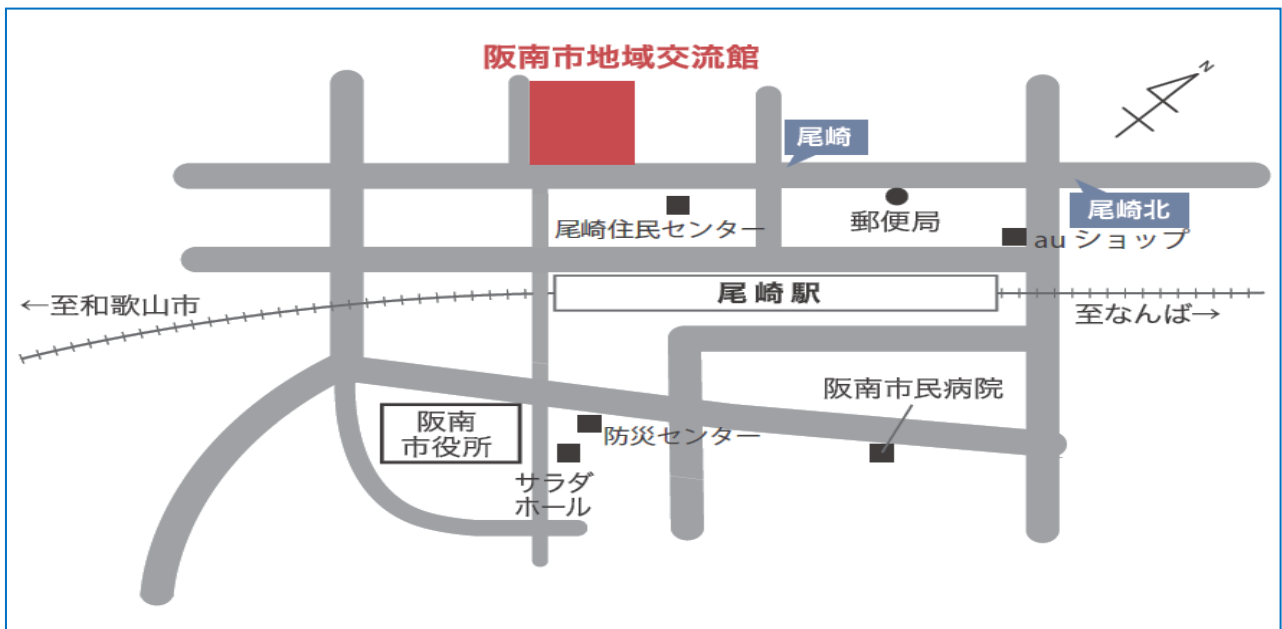 阪南市地域交流館
N
尾崎
尾崎北
尾崎住民センター
郵便局
au ショップ
尾崎駅
←至和歌山市
至なんば→
阪南市民病院
阪南
市役所
防災センター
サラダ
ホール